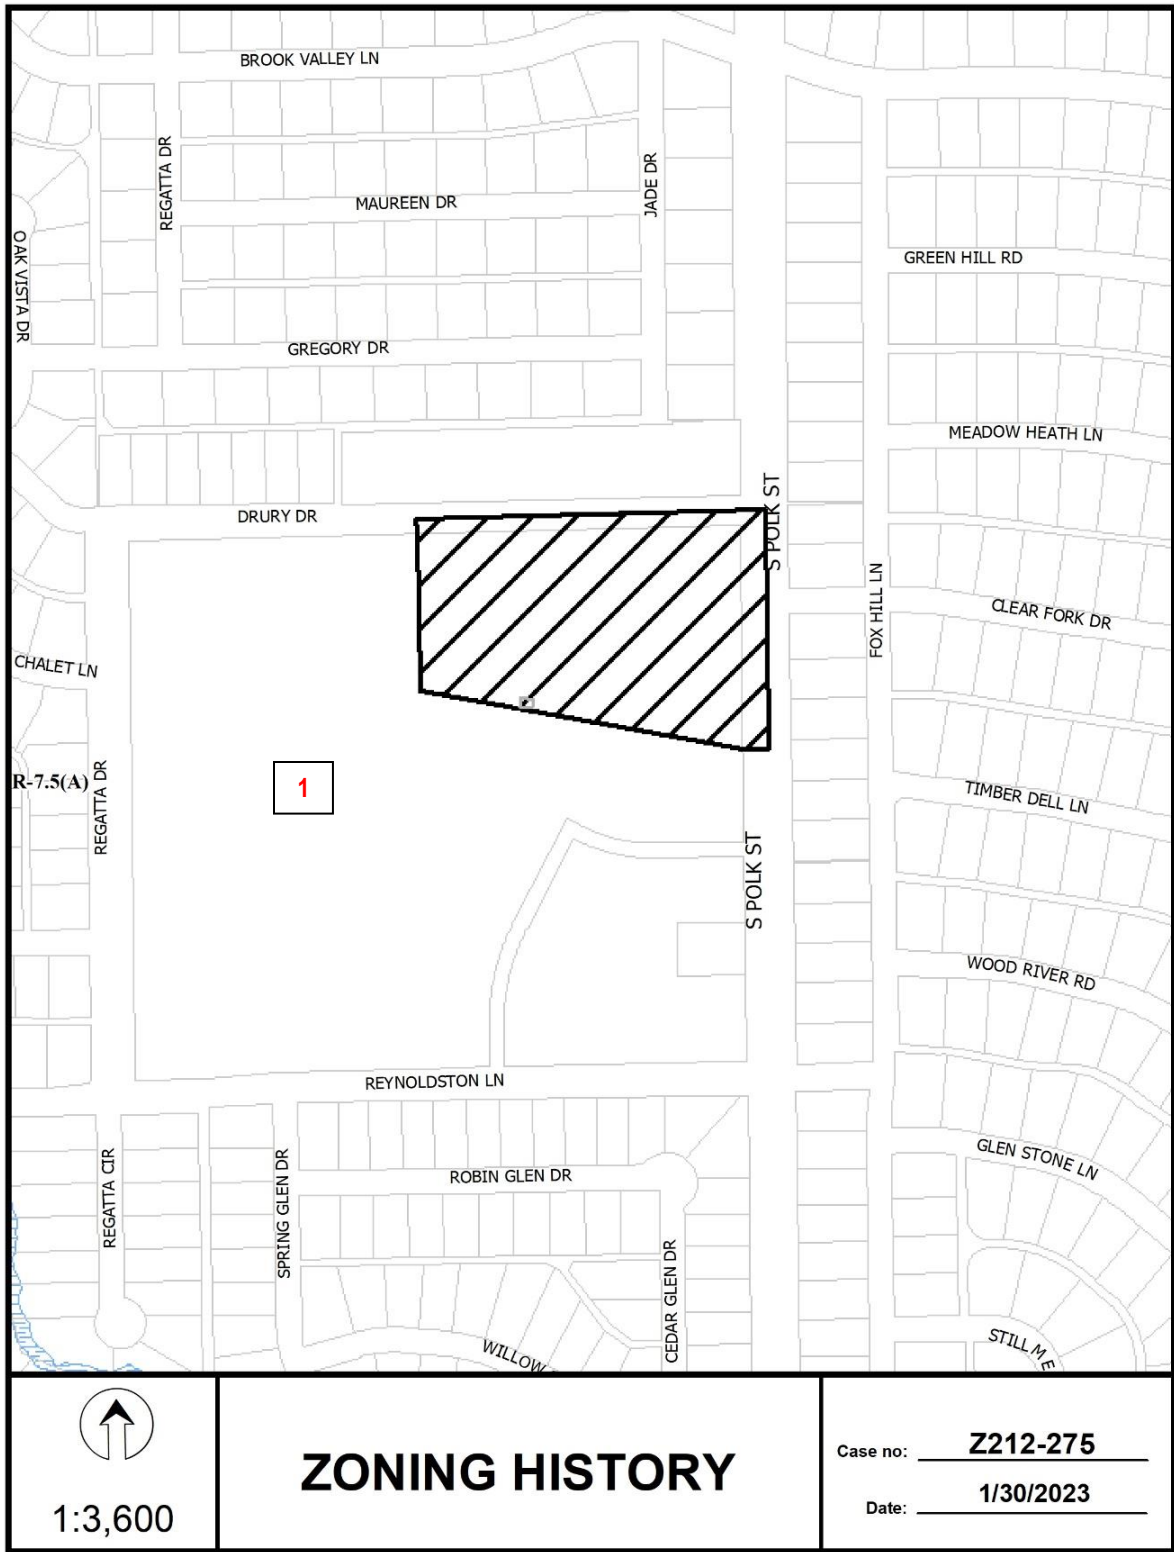 BROOK VALLEY LN
REGATTA DR
MAUREEN DR
JADE DR
OAK VISTA DR
GREEN HILL RD
GREGORY DR
MEADOW HEATH LN
S POLK ST
DRURY DR
FOX HILL LN
CLEAR FORK DR
CHALET LN
R-7.5(A)
REGATTA DR
1
TIMBER DELL LN
S POLK ST
WOOD RIVER RD
REYNOLDSTON LN
REGATTA CIR
SPRING GLEN DR
ROBIN GLEN DR
GLEN STONE LN
CEDAR GLEN DR
WILLOW
STILL M E
1:3,600
ZONING HISTORY
Case no: Z212-275
Date: 1/30/2023